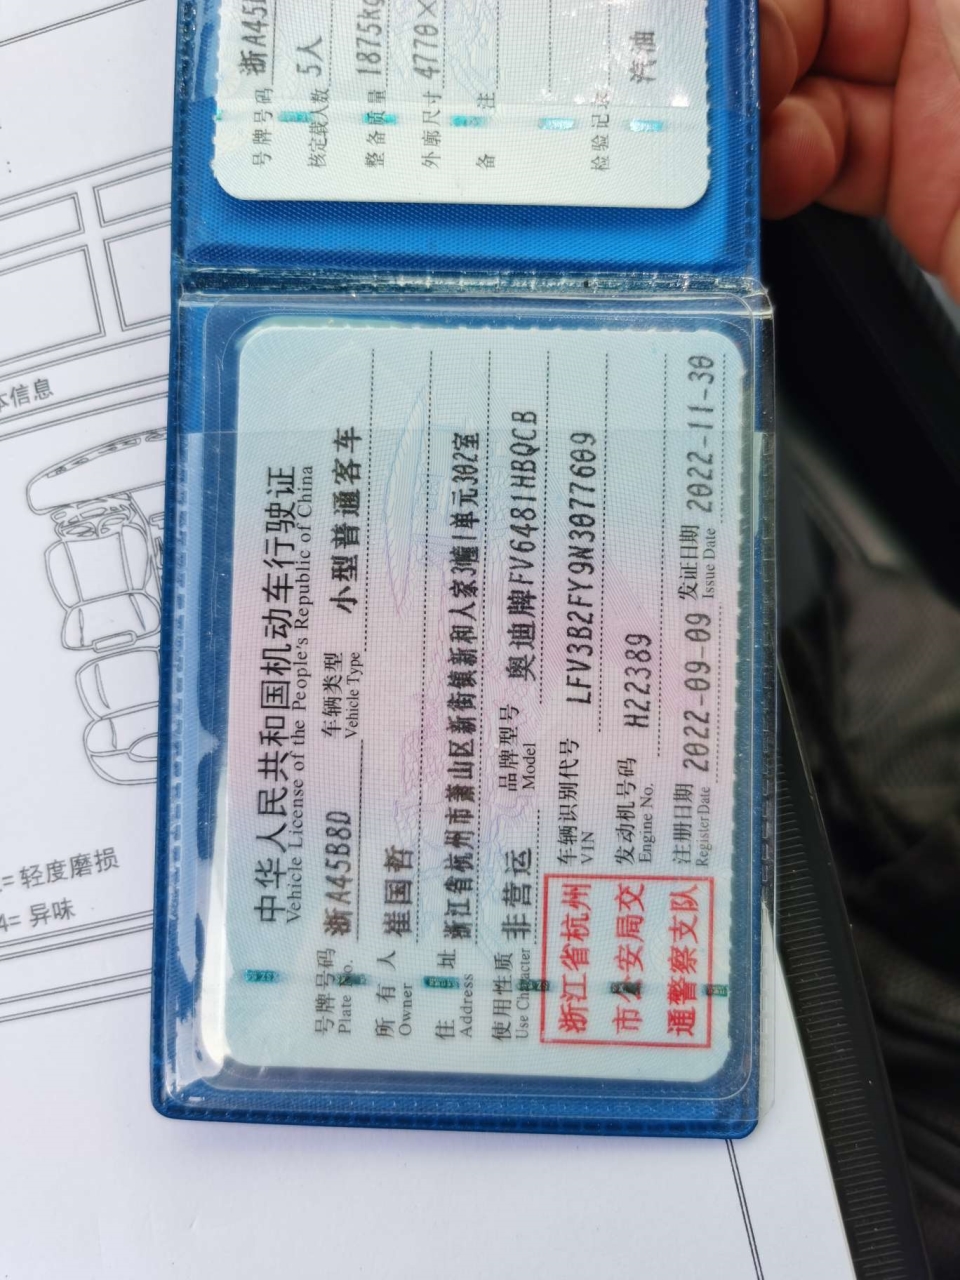 中华人民共和国机动车行驶证
Vehicle License of the People's Republic of China
号牌号码 浙A45B8D 车辆类型 小型普通客车
Plate No. Vehicle Type
所有人 崔国哲
Owner
住址 浙江省杭州市萧山区新街镇新和人家3幢1单元302室
Address
使用性质 非营运 品牌型号 奥迪牌FV6481HBQCB
Use Character Model
浙江省杭州
市公安局交
通警察支队
车辆识别代号 LFV3B2FY9N3077609
VIN
发动机号码 H22389
Engine No.
注册日期 2022-09-09 发证日期 2022-11-30
RegisterDate Issue Date
号牌号码 浙A45
核定载人数 5人
整备质量 1875kg
外廓尺寸 4770×
备注
检验记录
汽油
本信息
= 轻度磨损
4= 异味